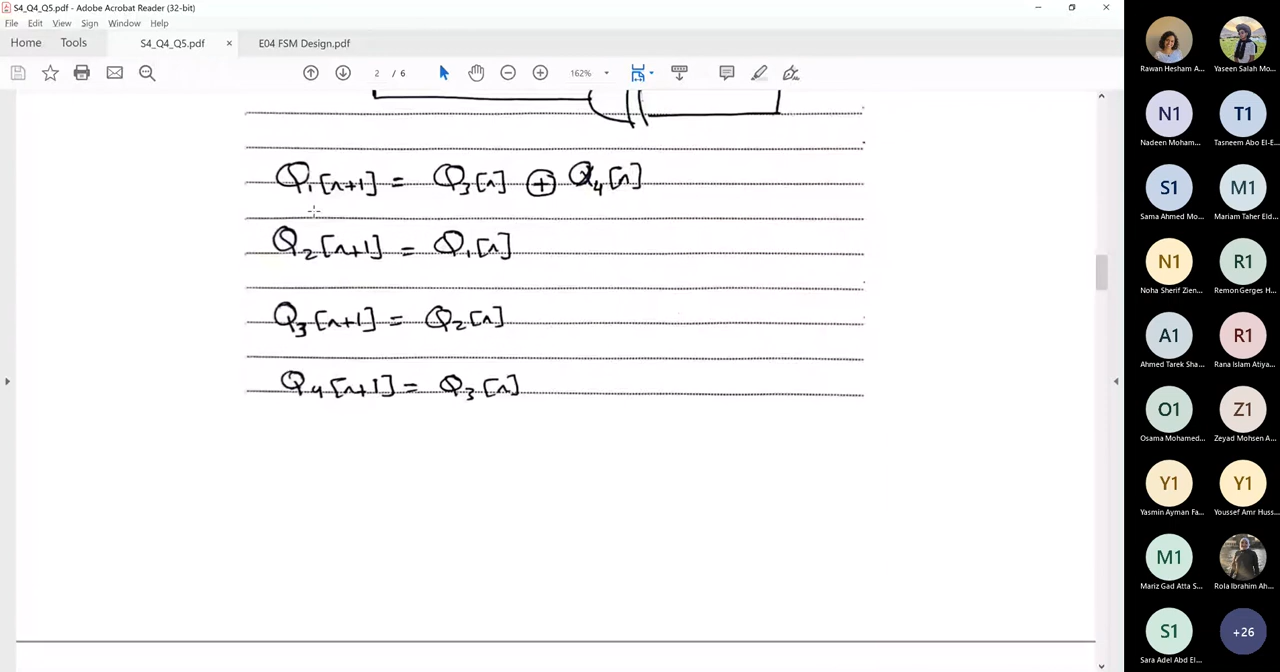 S4_Q4_Q5.pdf - Adobe Acrobat Reader (32-bit)
File Edit View Sign Window Help
Home Tools S4_Q4_Q5.pdf × E04 FSM Design.pdf
2 / 6 162%
Q₁[n+1] = Q₃[n] ⊕ Q₄[n]
Q₂[n+1] = Q₁[n]
Q₃[n+1] = Q₂[n]
Q₄[n+1] = Q₃[n]
Rawan Hesham A... Yaseen Salah Mo...
N1 T1
Nadeen Moham... Tasneem Abo El-E...
S1 M1
Sama Ahmed Mo... Mariam Taher Eld...
N1 R1
Noha Sherif Zien... Remon Gerges H...
A1 R1
Ahmed Tarek Sha... Rana Islam Atiya...
O1 Z1
Osama Mohamed... Zeyad Mohsen A...
Y1 Y1
Yasmin Ayman Fa... Youssef Amr Huss...
M1
Mariz Gad Atta S... Rola Ibrahim Ah...
S1 +26
Sara Adel Abd El...